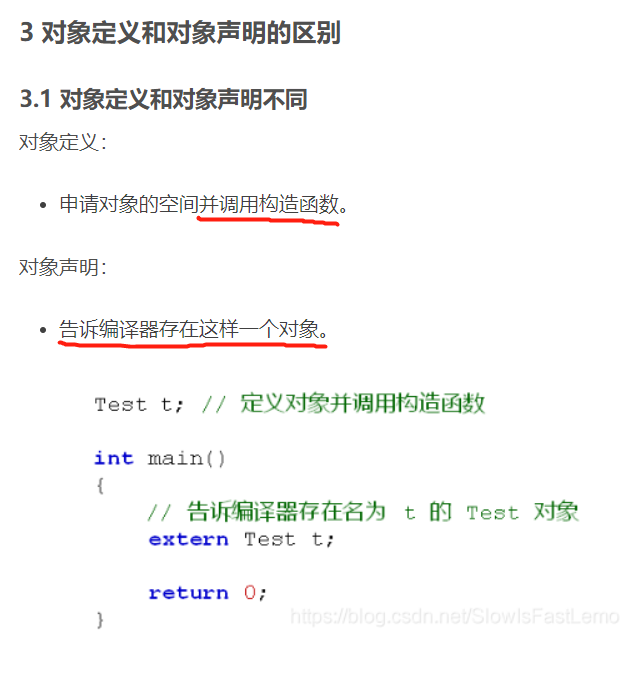 3 对象定义和对象声明的区别
3.1 对象定义和对象声明不同
对象定义：
• 申请对象的空间并调用构造函数。
对象声明：
• 告诉编译器存在这样一个对象。
Test t; // 定义对象并调用构造函数
int main()
{
// 告诉编译器存在名为 t 的 Test 对象
extern Test t;
return 0;
}
https://blog.csdn.net/SlowIsFastLemo